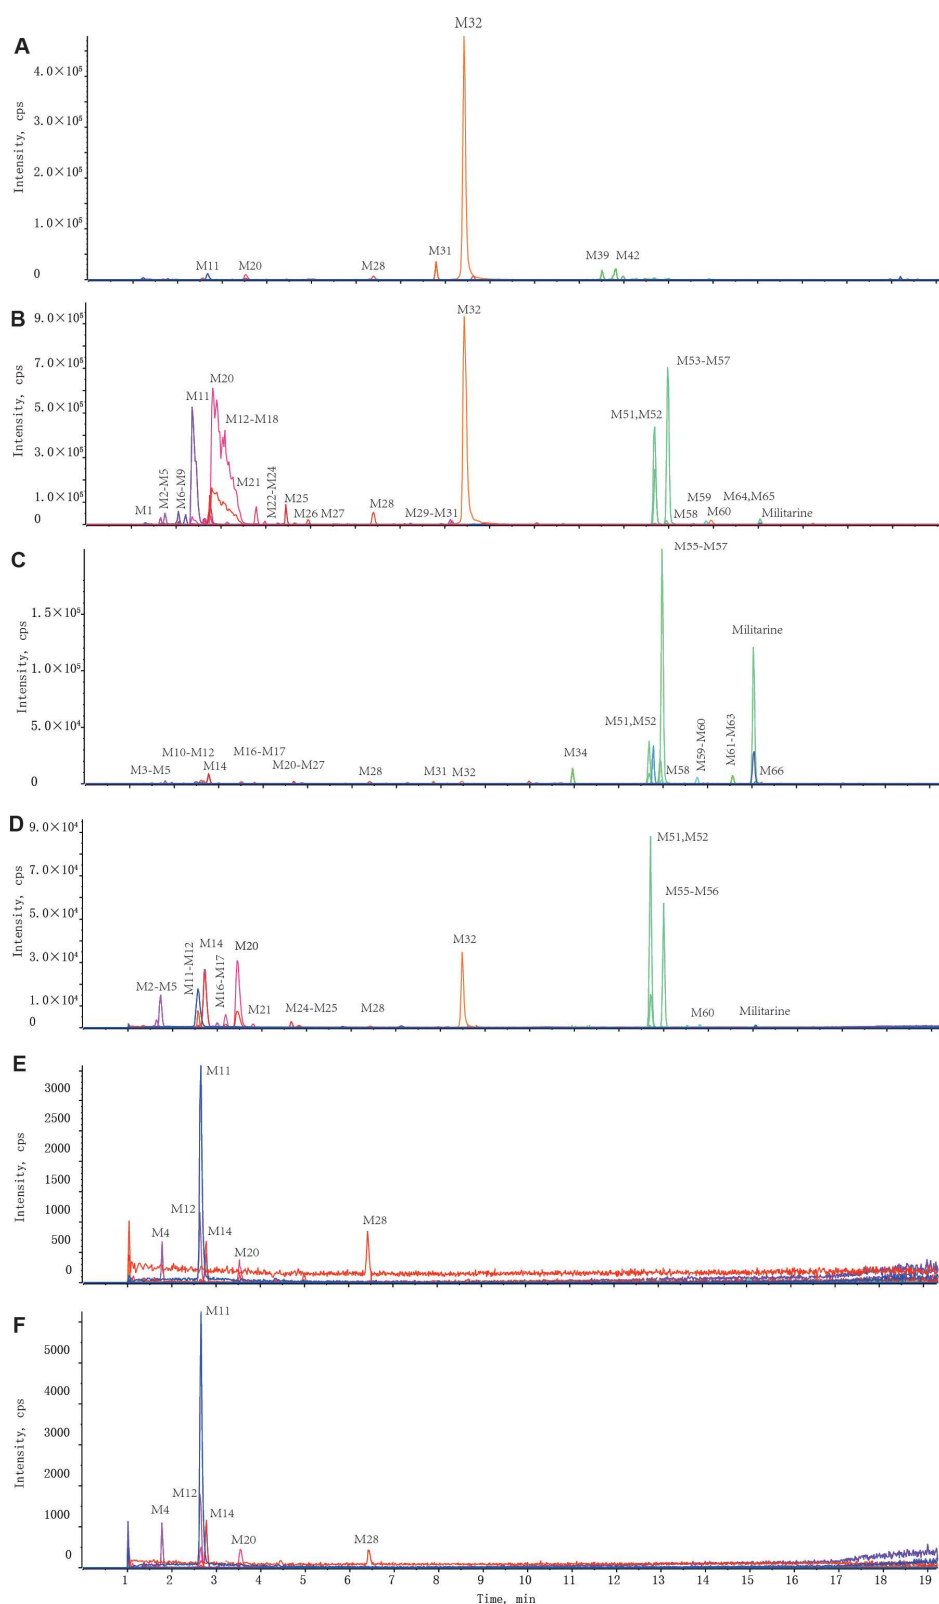 A
M32
4.0×10⁵
3.0×10⁵
2.0×10⁵
1.0×10⁵
0
Intensity, cps
M11
M20
M28
M31
M39
M42
B
9.0×10⁵
7.0×10⁵
5.0×10⁵
3.0×10⁵
1.0×10⁵
0
Intensity, cps
M1
M2-M5
M6-M9
M11
M20
M12-M18
M21
M22-M24
M25
M26
M27
M28
M29-M31
M32
M51,M52
M53-M57
M58
M59
M60
M64,M65
Militarine
C
1.5×10⁵
1.0×10⁵
5.0×10⁴
0
Intensity, cps
M3-M5
M10-M12
M14
M16-M17
M20-M27
M28
M31
M32
M34
M51,M52
M55-M57
M58
M59-M60
M61-M63
Militarine
M66
D
9.0×10⁴
7.0×10⁴
5.0×10⁴
3.0×10⁴
1.0×10⁴
0
Intensity, cps
M2-M5
M11-M12
M14
M16-M17
M20
M21
M24-M25
M28
M32
M51,M52
M55-M56
M60
Militarine
E
3000
2500
2000
1500
1000
500
0
Intensity, cps
M4
M12
M11
M14
M20
M28
F
5000
4000
3000
2000
1000
0
Intensity, cps
M4
M12
M11
M14
M20
M28
1 2 3 4 5 6 7 8 9 10 11 12 13 14 15 16 17 18 19
Time, min